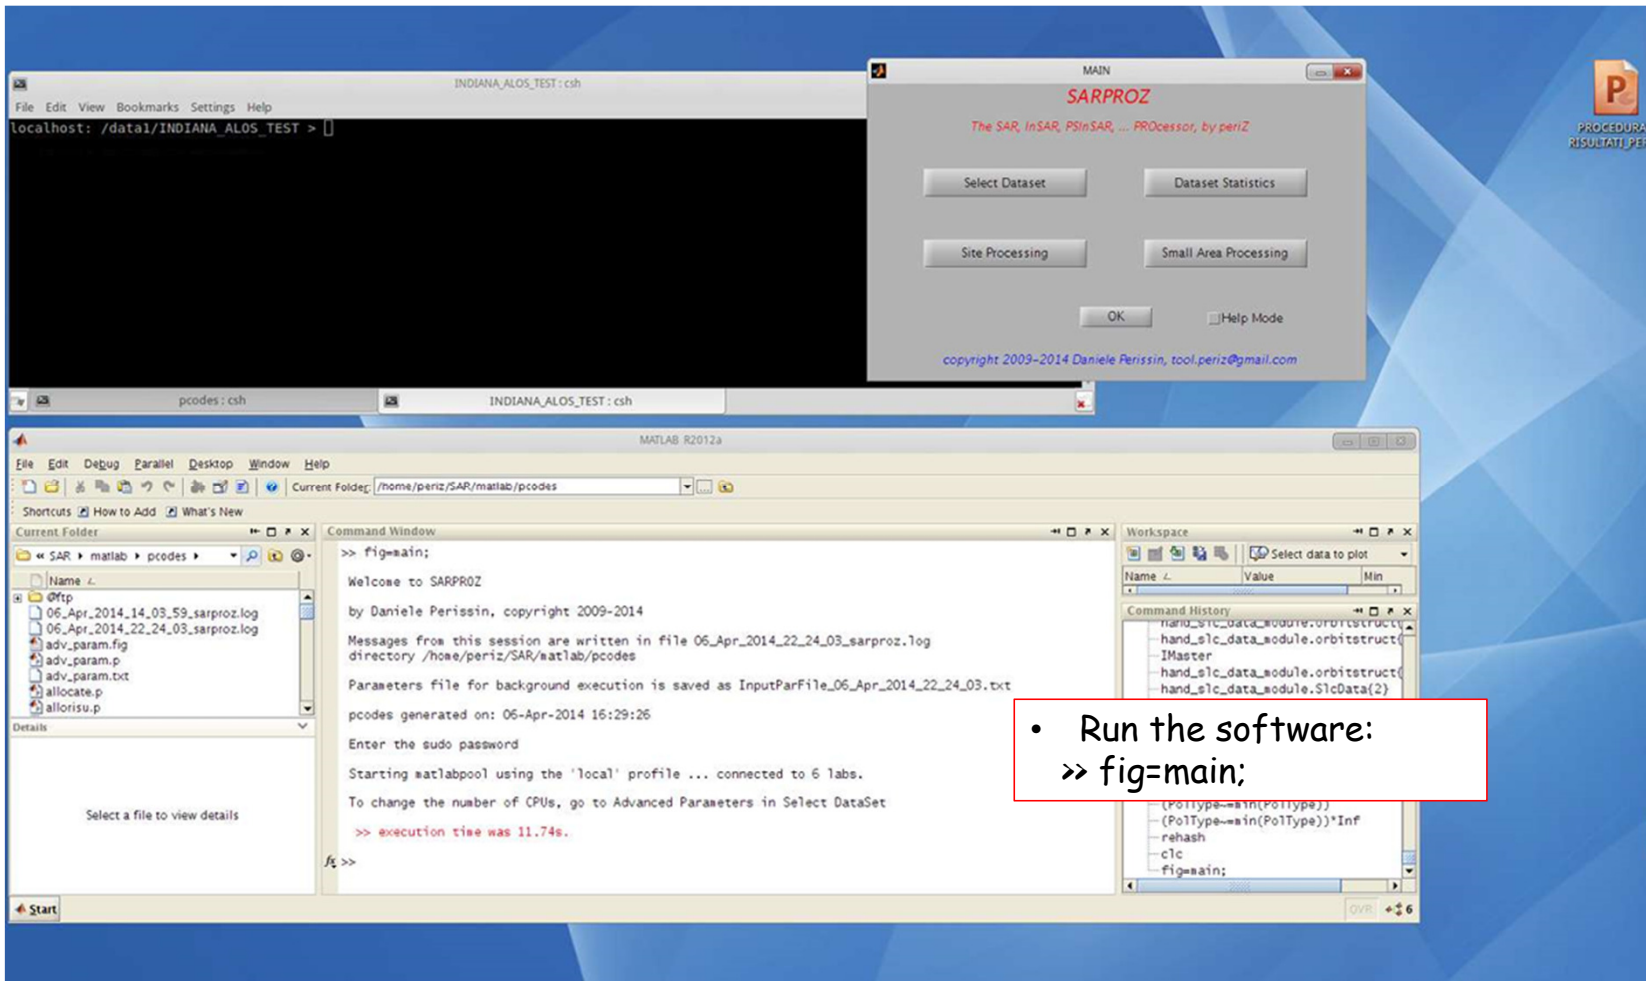 INDIANA_ALOS_TEST : csh
File Edit View Bookmarks Settings Help
localhost: /data1/INDIANA_ALOS_TEST >
pcodes : csh
INDIANA_ALOS_TEST : csh
MAIN
SARPROZ
The SAR, InSAR, PSInSAR, ... PROcessor, by periZ
Select Dataset
Dataset Statistics
Site Processing
Small Area Processing
OK
Help Mode
copyright 2009-2014 Daniele Perissin, tool.periz@gmail.com
PROCEDURA
RISULTATI_PER
MATLAB R2012a
File Edit Debug Parallel Desktop Window Help
Current Folder: /home/periz/SAR/matlab/pcodes
Shortcuts How to Add What's New
Current Folder
« SAR ▸ matlab ▸ pcodes ▸
Name
@ftp
06_Apr_2014_14_03_59_sarproz.log
06_Apr_2014_22_24_03_sarproz.log
adv_param.fig
adv_param.p
adv_param.txt
allocate.p
allorisu.p
Details
Select a file to view details
Command Window
>> fig=main;
Welcome to SARPROZ
by Daniele Perissin, copyright 2009-2014
Messages from this session are written in file 06_Apr_2014_22_24_03_sarproz.log
directory /home/periz/SAR/matlab/pcodes
Parameters file for background execution is saved as InputParFile_06_Apr_2014_22_24_03.txt
pcodes generated on: 06-Apr-2014 16:29:26
Enter the sudo password
Starting matlabpool using the 'local' profile ... connected to 6 labs.
To change the number of CPUs, go to Advanced Parameters in Select DataSet
>> execution time was 11.74s.
fx >>
Workspace
Select data to plot
Name Value Min
Command History
hand_slc_data_module.orbitstruct{
hand_slc_data_module.orbitstruct{
IMaster
hand_slc_data_module.orbitstruct{
hand_slc_data_module.SlcData{2}
(PolType~=min(PolType))
(PolType~=min(PolType))*Inf
rehash
clc
fig=main;
• Run the software:
>> fig=main;
Start
OVR
6